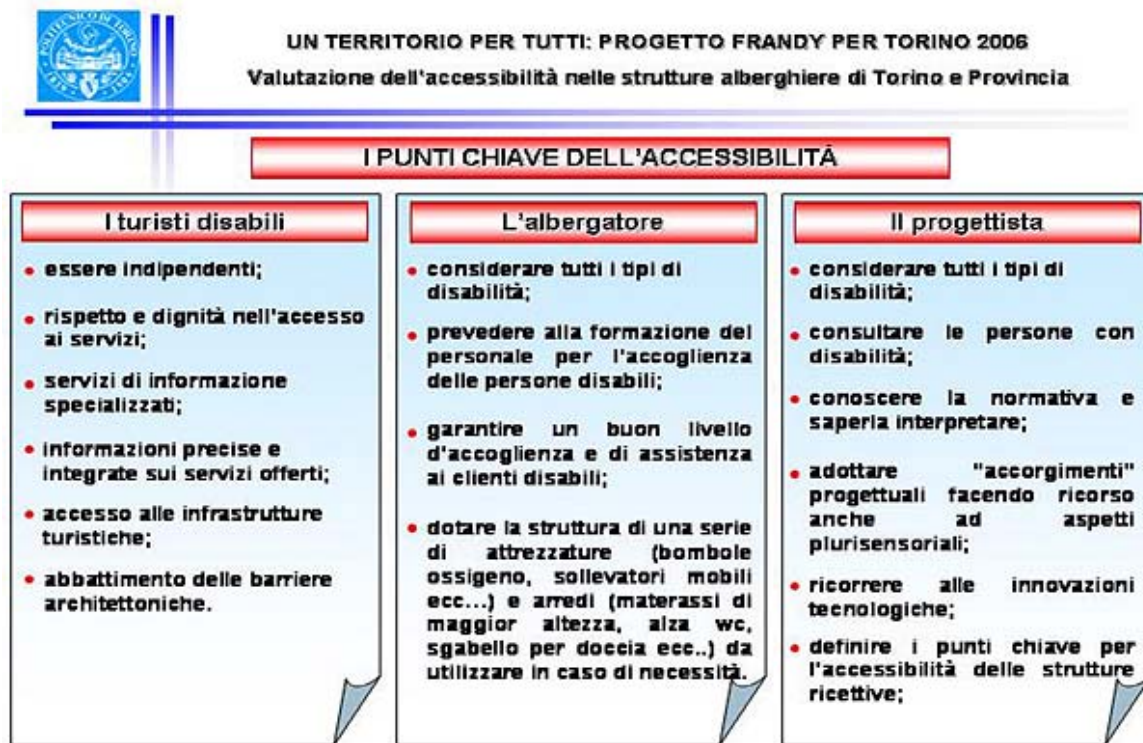 POLITECNICO DI TORINO
UN TERRITORIO PER TUTTI: PROGETTO FRANDY PER TORINO 2006
Valutazione dell'accessibilità nelle strutture alberghiere di Torino e Provincia
I PUNTI CHIAVE DELL'ACCESSIBILITÀ
I turisti disabili
• essere indipendenti;
• rispetto e dignità nell'accesso
ai servizi;
• servizi di informazione
specializzati;
• informazioni precise e
integrate sui servizi offerti;
• accesso alle infrastrutture
turistiche;
• abbattimento delle barriere
architettoniche.
L'albergatore
• considerare tutti i tipi di
disabilità;
• prevedere alla formazione del
personale per l'accoglienza
delle persone disabili;
• garantire un buon livello
d'accoglienza e di assistenza
ai clienti disabili;
• dotare la struttura di una serie
di attrezzature (bombole
ossigeno, sollevatori mobili
ecc...) e arredi (materassi di
maggior altezza, alza wc,
sgabello per doccia ecc..) da
utilizzare in caso di necessità.
Il progettista
• considerare tutti i tipi di
disabilità;
• consultare le persone con
disabilità;
• conoscere la normativa e
saperla interpretare;
• adottare "accorgimenti"
progettuali facendo ricorso
anche ad aspetti
plurisensoriali;
• ricorrere alle innovazioni
tecnologiche;
• definire i punti chiave per
l'accessibilità delle strutture
ricettive;